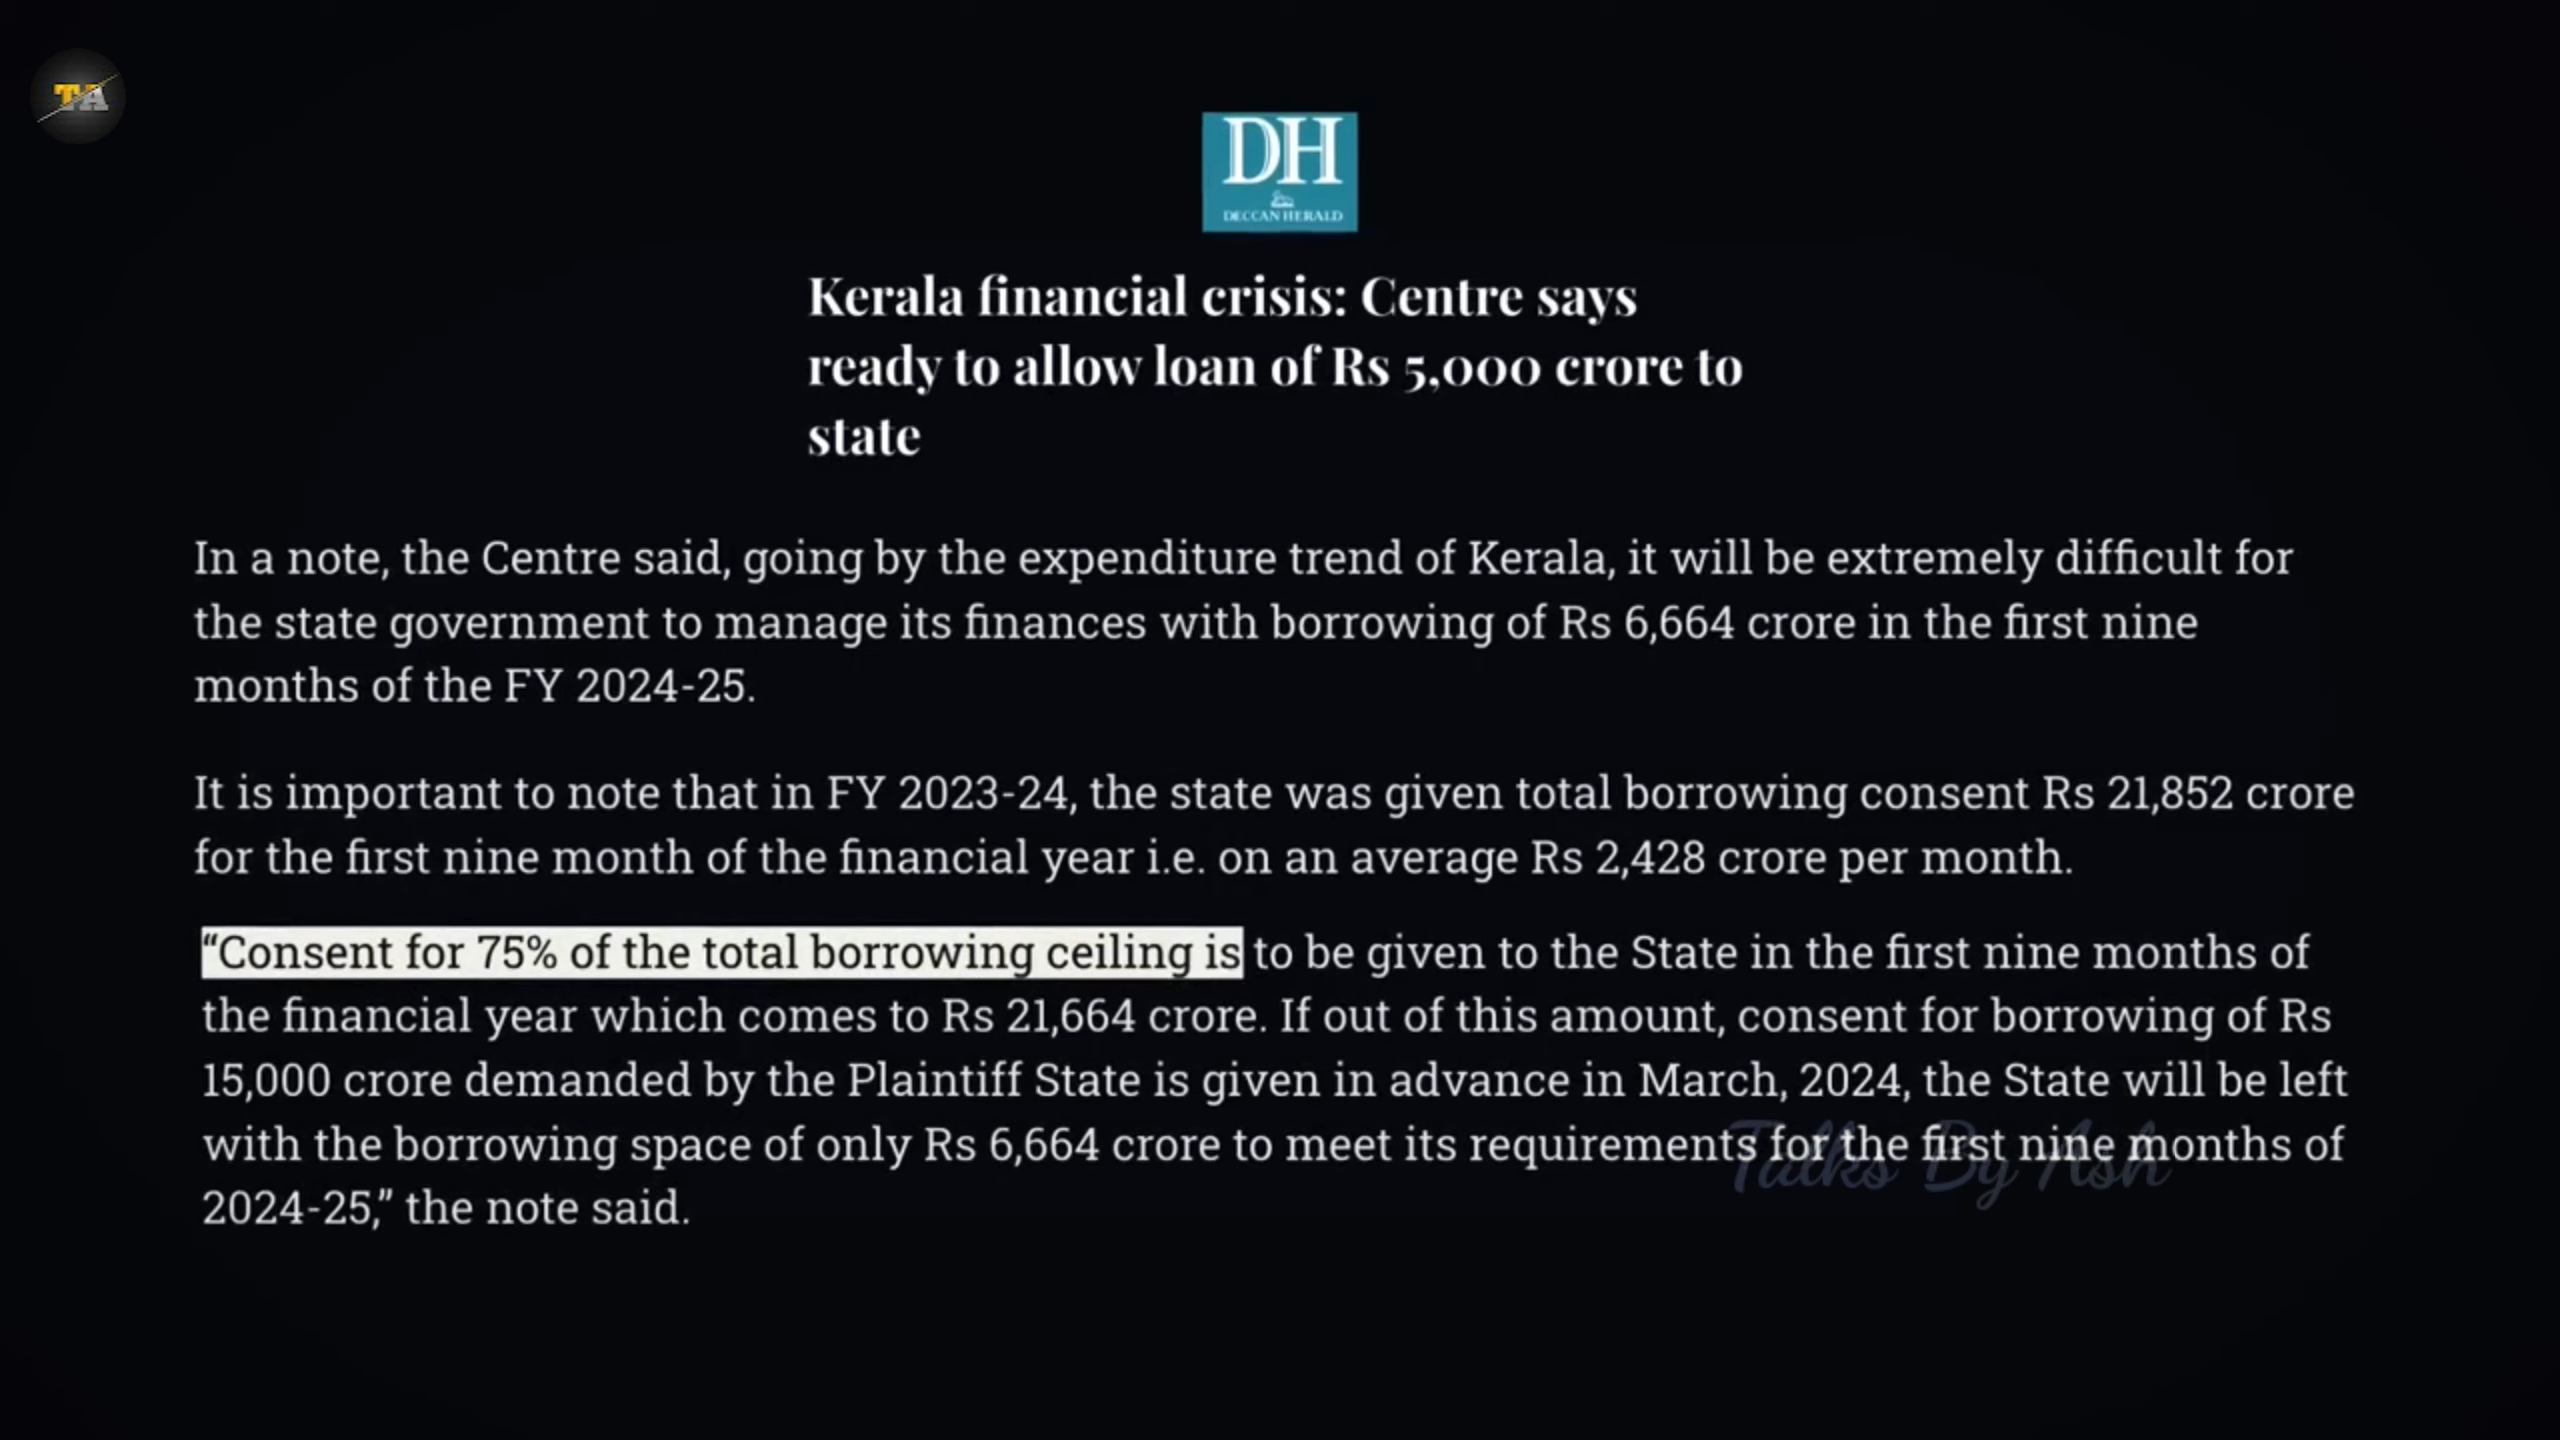 TA
DH
DECCAN HERALD
Kerala financial crisis: Centre says
ready to allow loan of Rs 5,000 crore to
state
In a note, the Centre said, going by the expenditure trend of Kerala, it will be extremely difficult for
the state government to manage its finances with borrowing of Rs 6,664 crore in the first nine
months of the FY 2024-25.
It is important to note that in FY 2023-24, the state was given total borrowing consent Rs 21,852 crore
for the first nine month of the financial year i.e. on an average Rs 2,428 crore per month.
“Consent for 75% of the total borrowing ceiling is to be given to the State in the first nine months of
the financial year which comes to Rs 21,664 crore. If out of this amount, consent for borrowing of Rs
15,000 crore demanded by the Plaintiff State is given in advance in March, 2024, the State will be left
with the borrowing space of only Rs 6,664 crore to meet its requirements for the first nine months of
Talks By Ash
2024-25,” the note said.